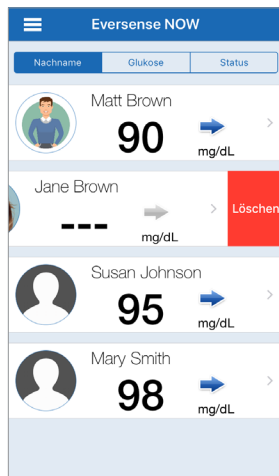 Eversense NOW
Nachname Glukose Status
Matt Brown
90
mg/dL
Jane Brown
---
mg/dL
Löschen
Susan Johnson
95
mg/dL
Mary Smith
98
mg/dL